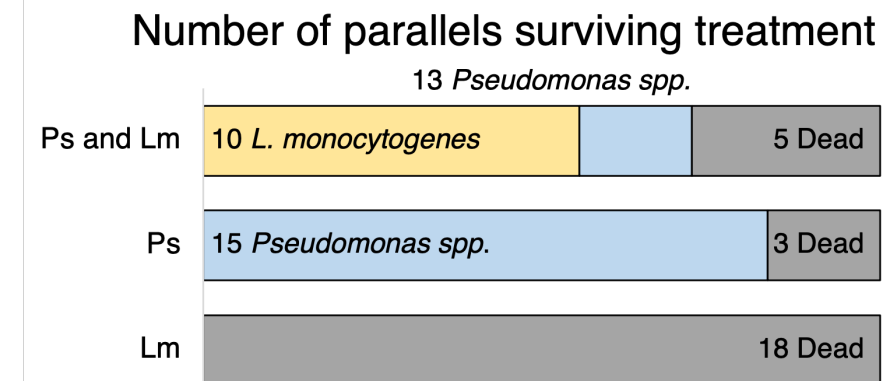 Number of parallels surviving treatment
13 Pseudomonas spp.
Ps and Lm 10 L. monocytogenes 5 Dead
Ps 15 Pseudomonas spp. 3 Dead
Lm 18 Dead